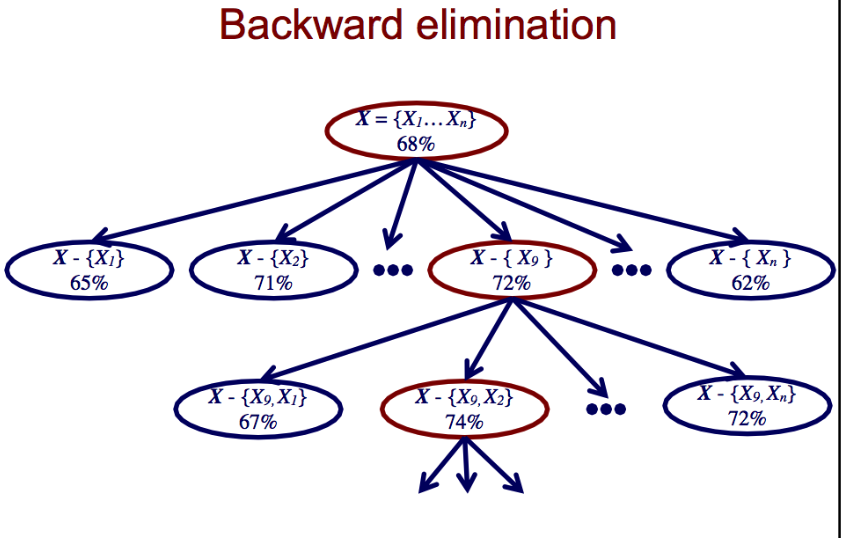 Backward elimination
X = {X₁…Xₙ}
68%
X - {X₁}
65%
X - {X₂}
71%
X - { X₉ }
72%
X - { Xₙ }
62%
X - {X₉, X₁}
67%
X - {X₉, X₂}
74%
X - {X₉, Xₙ}
72%